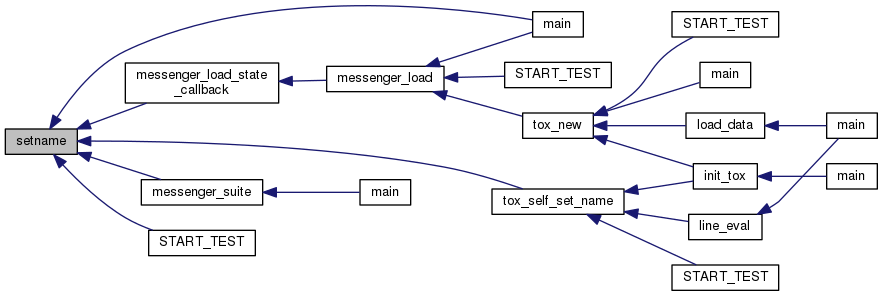 main
START_TEST
messenger_load_state
_callback
messenger_load
START_TEST
main
tox_new
load_data
main
setname
init_tox
main
messenger_suite
main
tox_self_set_name
line_eval
START_TEST
START_TEST